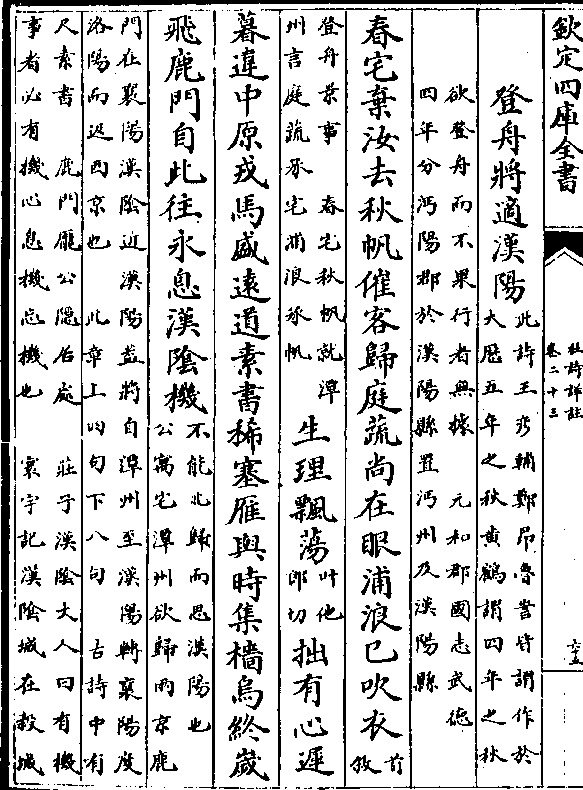 欽定四庫全書
杜詩詳註
卷二十三
登舟將適漢陽
此詩王彦輔鄭昂魯訔皆謂作於
大歷五年之秋黄鶴謂四年之秋
欲登舟而不果行者無據 元和郡國志武德
四年分沔陽郡於漢陽縣置沔州及漢陽縣
春宅棄汝去秋帆催客歸庭蔬尚在眼浦浪已吹衣
首
敘
登舟景事 春宅秋帆就潭
州言庭蔬承宅浦浪承帆
生理飄蕩
叶他
郎切
拙有心遲
暮違中原戎馬盛遠道素書稀塞雁與時集檣烏終歲
飛鹿門自此往永息漢陰機
不能北歸而思漢陽也
公寓宅潭州欲歸兩京鹿
門在襄陽漢陰近漢陽蓋將自潭州至漢陽轉襄陽度
洛陽而返西京也 此章上四句下八句 古詩中有
尺素書 鹿門龐公隱居處 莊子漢陰大人曰有機
事者必有機心息機忘機也 寰宇記漢陰城在榖城